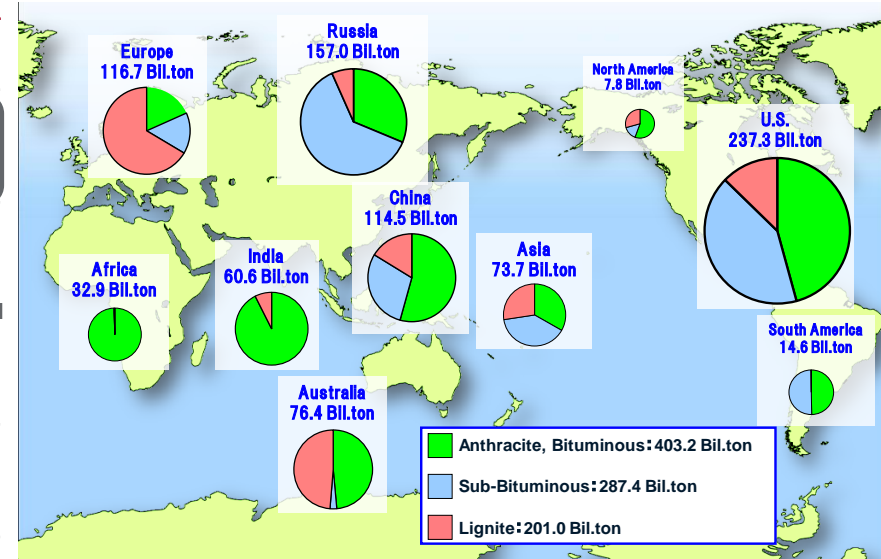 Russia
157.0 Bil.ton
Europe
116.7 Bil.ton
North America
7.8 Bil.ton
U.S.
237.3 Bil.ton
China
114.5 Bil.ton
Asia
73.7 Bil.ton
India
60.6 Bil.ton
Africa
32.9 Bil.ton
South America
14.6 Bil.ton
Australia
76.4 Bil.ton
Anthracite, Bituminous:403.2 Bil.ton
Sub-Bituminous:287.4 Bil.ton
Lignite:201.0 Bil.ton